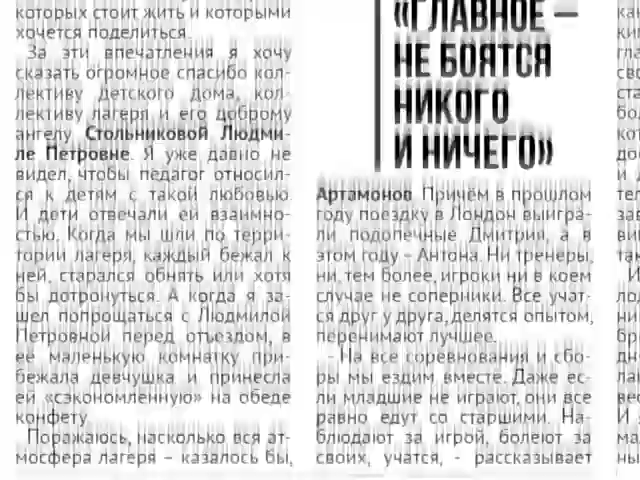 которых стоит жить и которыми
хочется поделиться.
За эти впечатления я хочу
сказать огромное спасибо кол-
лективу детского дома, кол-
лективу лагеря и его доброму
ангелу Стольниковой Людми-
ле Петровне. Я уже давно не
видел, чтобы педагог относил-
ся к детям с такой любовью.
И дети отвечали ей взаимно-
стью. Когда мы шли по терри-
тории лагеря, каждый бежал к
ней, старался обнять или хотя
бы дотронуться. А когда я за-
шел попрощаться с Людмилой
Петровной перед отъездом, в
её маленькую комнатку при-
бежала девчушка и принесла
ей «сэкономленную» на обеде
конфету.
Поражаюсь, насколько вся ат-
мосфера лагеря – казалось бы,
«ГЛАВНОЕ –
НЕ БОЯТСЯ
НИКОГО
И НИЧЕГО»
Артамонов. Причём в прошлом
году поездку в Лондон выигра-
ли подопечные Дмитрия, а в
этом году – Антона. Ни тренеры,
ни, тем более, игроки ни в коем
случае не соперники. Все учат-
ся друг у друга, делятся опытом,
перенимают лучшее.
- На все соревнования и сбо-
ры мы ездим вместе. Даже ес-
ли младшие не играют, они все
равно едут со старшими. На-
блюдают за игрой, болеют за
своих, учатся, - рассказывает